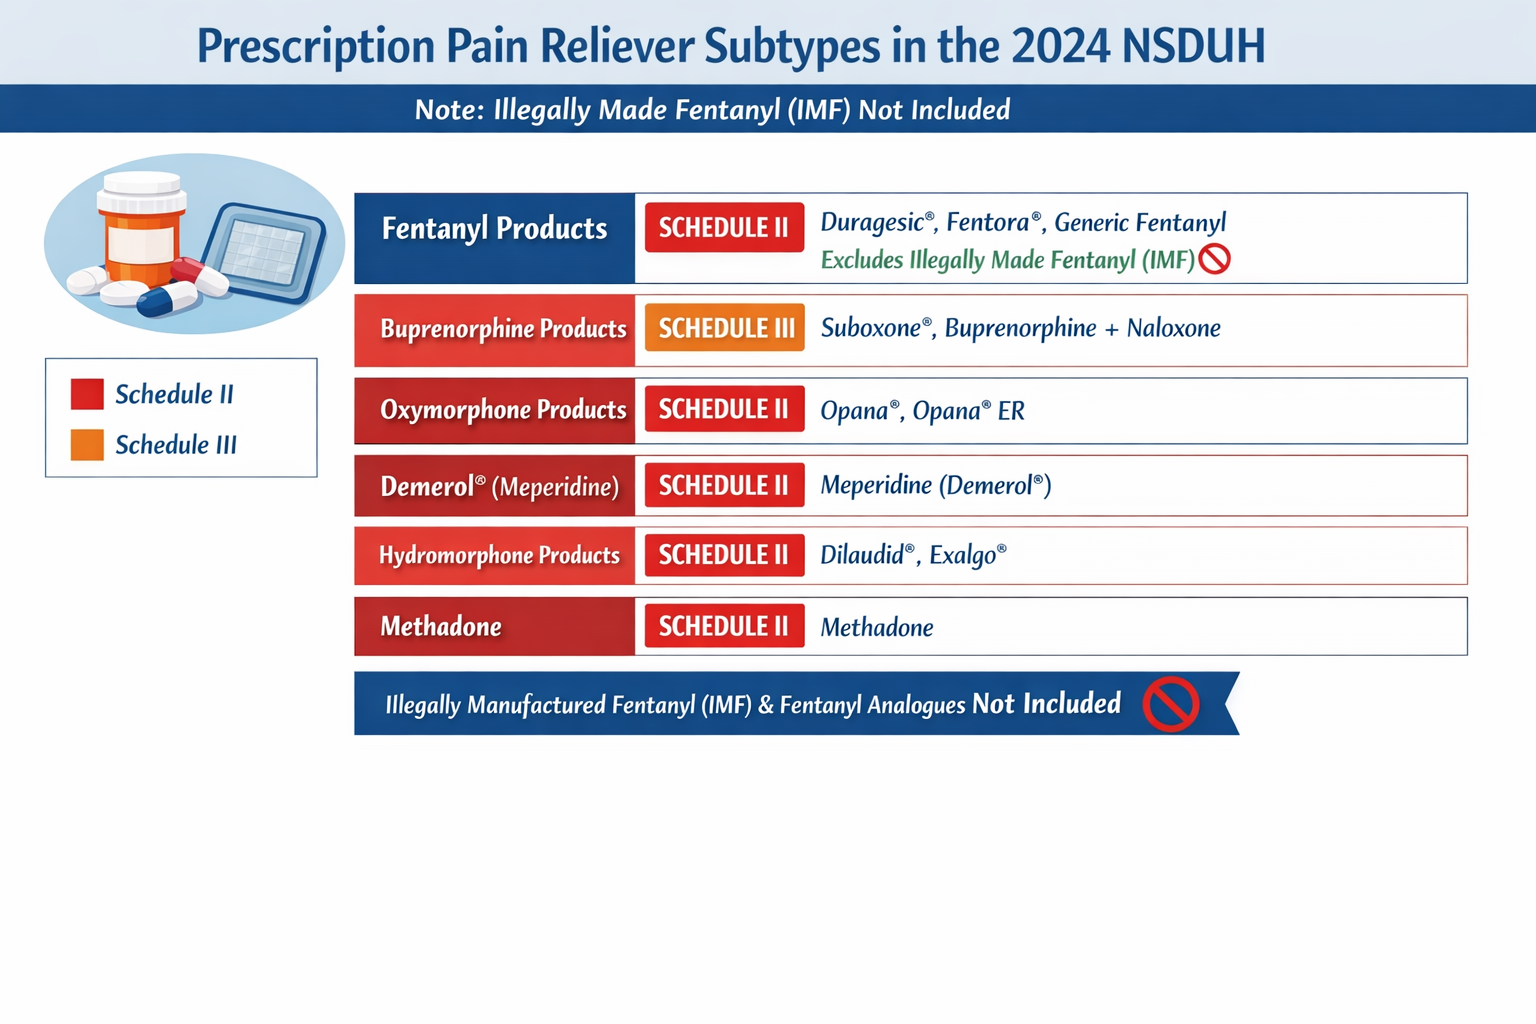 Prescription Pain Reliever Subtypes in the 2024 NSDUH
Note: Illegally Made Fentanyl (IMF) Not Included
Fentanyl Products
SCHEDULE II
Duragesic®, Fentora®, Generic Fentanyl
Excludes Illegally Made Fentanyl (IMF)
Buprenorphine Products
SCHEDULE III
Suboxone®, Buprenorphine + Naloxone
Schedule II
Schedule III
Oxymorphone Products
SCHEDULE II
Opana®, Opana® ER
Demerol® (Meperidine)
SCHEDULE II
Meperidine (Demerol®)
Hydromorphone Products
SCHEDULE II
Dilaudid®, Exalgo®
Methadone
SCHEDULE II
Methadone
Illegally Manufactured Fentanyl (IMF) & Fentanyl Analogues Not Included